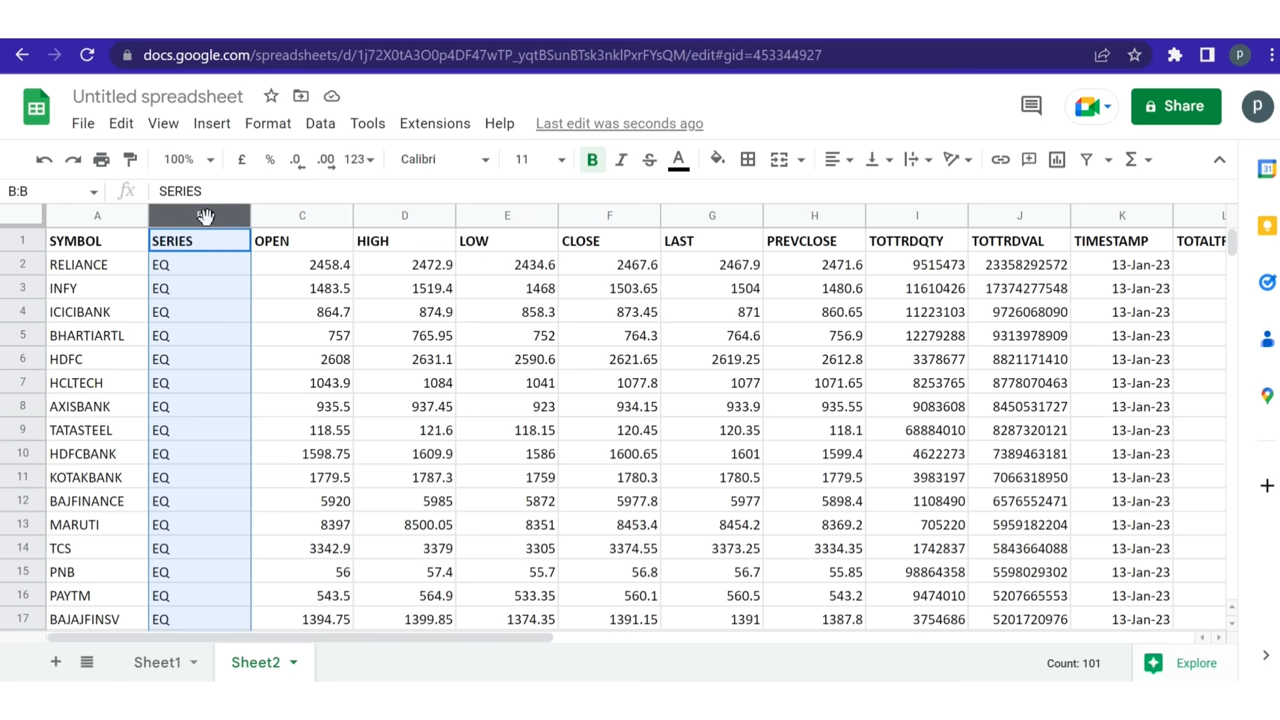 docs.google.com/spreadsheets/d/1j72X0tA3O0p4DF47wTP_yqtBSunBTsk3nkIPxrFYsQM/edit#gid=453344927
P
Untitled spreadsheet
File Edit View Insert Format Data Tools Extensions Help Last edit was seconds ago
Share
p
100% £ % .0 .00 123 Calibri 11 B I S A Σ
31
B:B fx SERIES
A C D E F G H I J K L
1 SYMBOL SERIES OPEN HIGH LOW CLOSE LAST PREVCLOSE TOTTRDQTY TOTTRDVAL TIMESTAMP TOTALTR
2 RELIANCE EQ 2458.4 2472.9 2434.6 2467.6 2467.9 2471.6 9515473 23358292572 13-Jan-23
3 INFY EQ 1483.5 1519.4 1468 1503.65 1504 1480.6 11610426 17374277548 13-Jan-23
4 ICICIBANK EQ 864.7 874.9 858.3 873.45 871 860.65 11223103 9726068090 13-Jan-23
5 BHARTIARTL EQ 757 765.95 752 764.3 764.6 756.9 12279288 9313978909 13-Jan-23
6 HDFC EQ 2608 2631.1 2590.6 2621.65 2619.25 2612.8 3378677 8821171410 13-Jan-23
7 HCLTECH EQ 1043.9 1084 1041 1077.8 1077 1071.65 8253765 8778070463 13-Jan-23
8 AXISBANK EQ 935.5 937.45 923 934.15 933.9 935.55 9083608 8450531727 13-Jan-23
9 TATASTEEL EQ 118.55 121.6 118.15 120.45 120.35 118.1 68884010 8287320121 13-Jan-23
10 HDFCBANK EQ 1598.75 1609.9 1586 1600.65 1601 1599.4 4622273 7389463181 13-Jan-23
11 KOTAKBANK EQ 1779.5 1787.3 1759 1780.3 1780.5 1779.5 3983197 7066318950 13-Jan-23
12 BAJFINANCE EQ 5920 5985 5872 5977.8 5977 5898.4 1108490 6576552471 13-Jan-23
13 MARUTI EQ 8397 8500.05 8351 8453.4 8454.2 8369.2 705220 5959182204 13-Jan-23
14 TCS EQ 3342.9 3379 3305 3374.55 3373.25 3334.35 1742837 5843664088 13-Jan-23
15 PNB EQ 56 57.4 55.7 56.8 56.7 55.85 98864358 5598029302 13-Jan-23
16 PAYTM EQ 543.5 564.9 533.35 560.1 560.5 543.2 9474010 5207665553 13-Jan-23
17 BAJAJFINSV EQ 1394.75 1399.85 1374.35 1391.15 1391 1387.8 3754686 5201720976 13-Jan-23
Sheet1 Sheet2 Count: 101 Explore